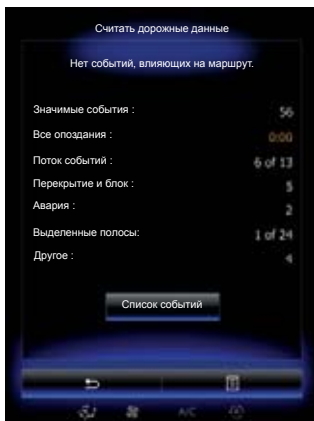 Считать дорожные данные
Нет событий, влияющих на маршрут.
Значимые события : 56
Все опоздания : 0:00
Поток событий : 6 of 13
Перекрытие и блок : 5
Авария : 2
Выделенные полосы: 1 of 24
Другое : 4
Список событий
A/C